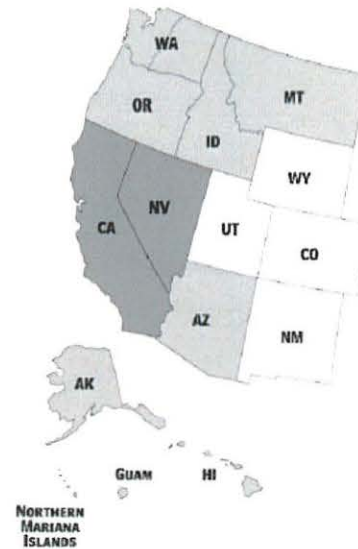 WA
MT
OR
ID
WY
NV
CA
UT
CO
AZ
NM
AK
GUAM
HI
NORTHERN
MARIANA
ISLANDS